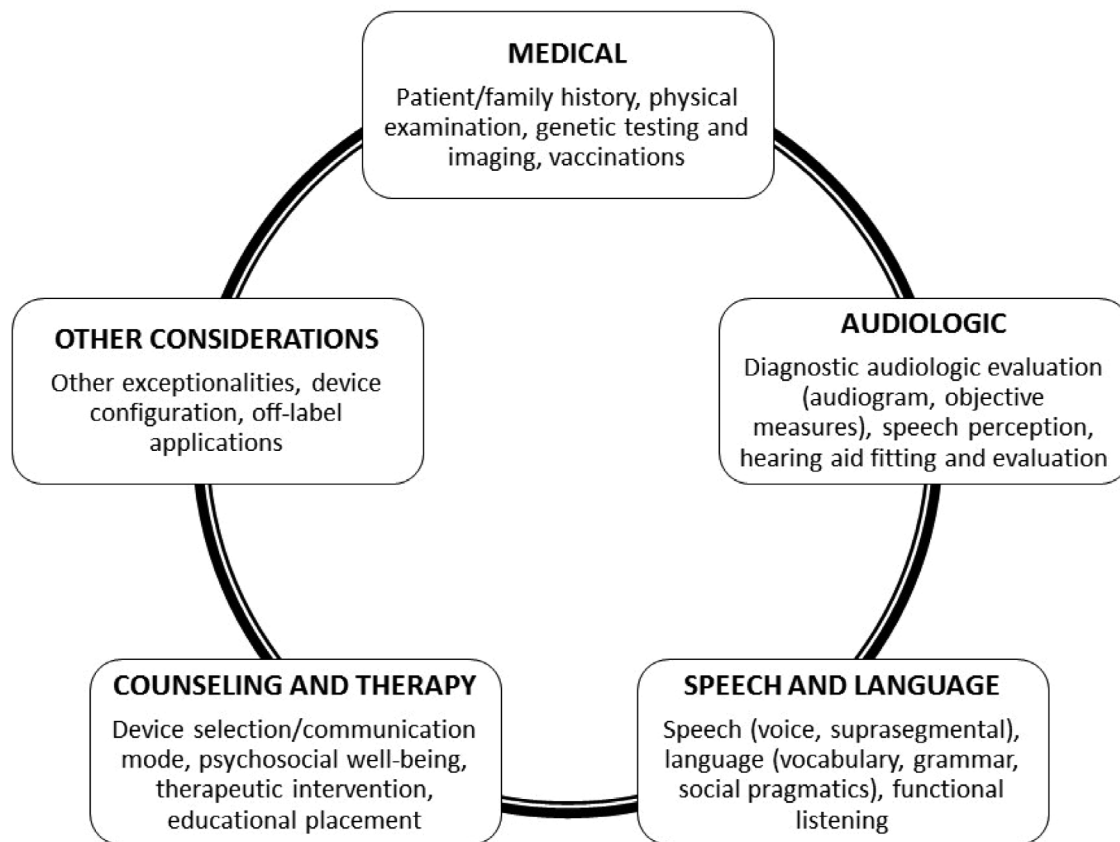 MEDICAL
Patient/family history, physical
examination, genetic testing and
imaging, vaccinations
OTHER CONSIDERATIONS
Other exceptionalities, device
configuration, off-label
applications
AUDIOLOGIC
Diagnostic audiologic evaluation
(audiogram, objective
measures), speech perception,
hearing aid fitting and evaluation
COUNSELING AND THERAPY
Device selection/communication
mode, psychosocial well-being,
therapeutic intervention,
educational placement
SPEECH AND LANGUAGE
Speech (voice, suprasegmental),
language (vocabulary, grammar,
social pragmatics), functional
listening